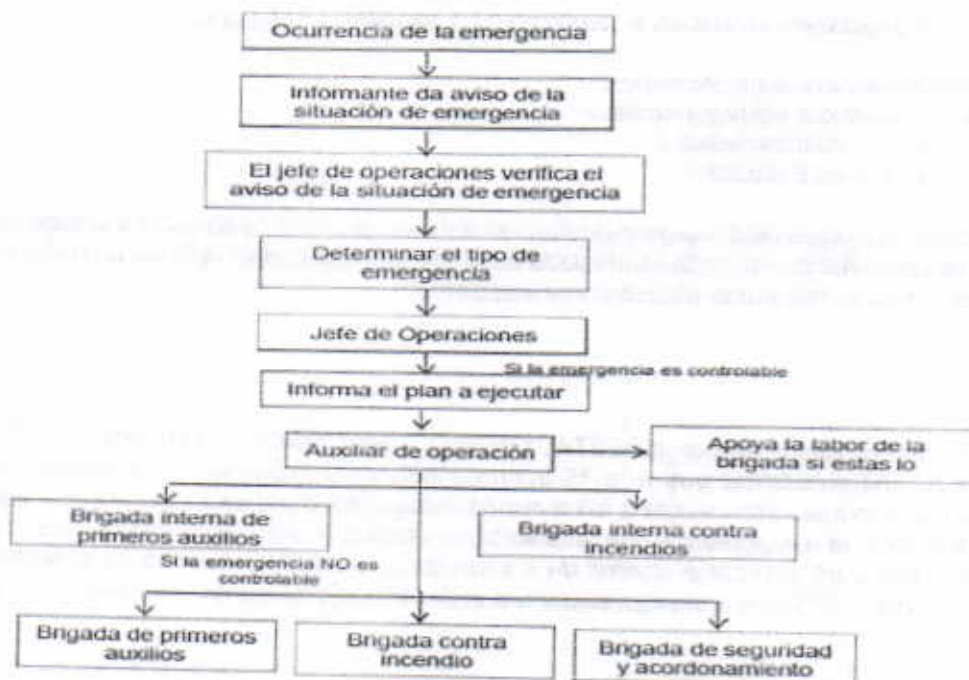 Ocurrencia de la emergencia
Informante da aviso de la
situación de emergencia
El jefe de operaciones verifica el
aviso de la situación de emergencia
Determinar el tipo de
emergencia
Jefe de Operaciones
Si la emergencia es controlable
Informa el plan a ejecutar
Auxiliar de operación
Apoya la labor de la
brigada si estas lo
Brigada interna de
primeros auxilios
Brigada interna contra
incendios
Si la emergencia NO es
controlable
Brigada de primeros
auxilios
Brigada contra
incendio
Brigada de seguridad
y acordonamiento